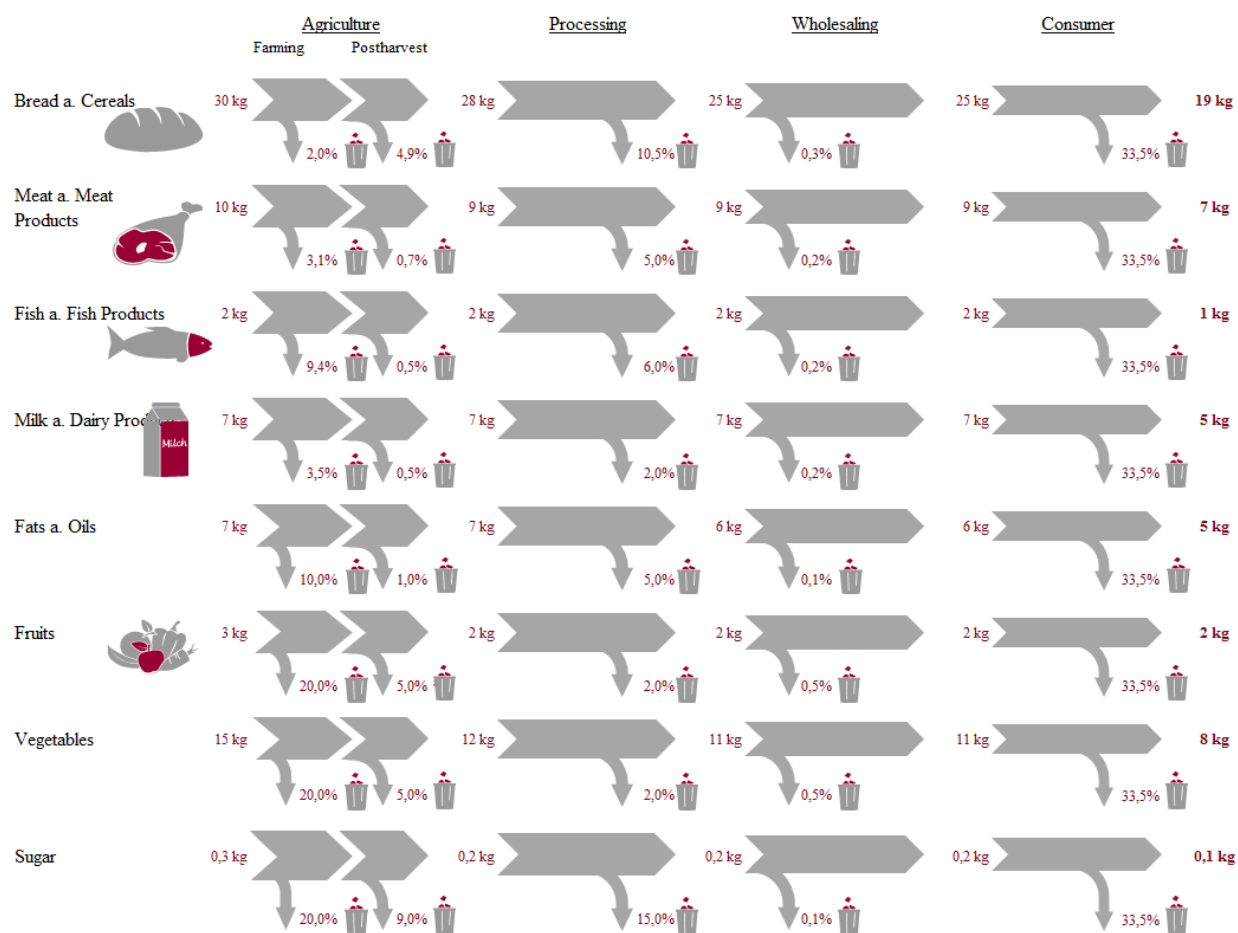 Agriculture Processing Wholesaling Consumer
Farming Postharvest
Bread a. Cereals 30 kg 28 kg 25 kg 25 kg 19 kg
2,0% 4,9% 10,5% 0,3% 33,5%
Meat a. Meat
Products 10 kg 9 kg 9 kg 9 kg 7 kg
3,1% 0,7% 5,0% 0,2% 33,5%
Fish a. Fish Products 2 kg 2 kg 2 kg 2 kg 1 kg
9,4% 0,5% 6,0% 0,2% 33,5%
Milk a. Dairy 7 kg 7 kg 7 kg 7 kg 5 kg
Milch
3,5% 0,5% 2,0% 0,2% 33,5%
Fats a. Oils 7 kg 7 kg 6 kg 6 kg 5 kg
10,0% 1,0% 5,0% 0,1% 33,5%
Fruits 3 kg 2 kg 2 kg 2 kg 2 kg
20,0% 5,0% 2,0% 0,5% 33,5%
Vegetables 15 kg 12 kg 11 kg 11 kg 8 kg
20,0% 5,0% 2,0% 0,5% 33,5%
Sugar 0,3 kg 0,2 kg 0,2 kg 0,2 kg 0,1 kg
20,0% 9,0% 15,0% 0,1% 33,5%